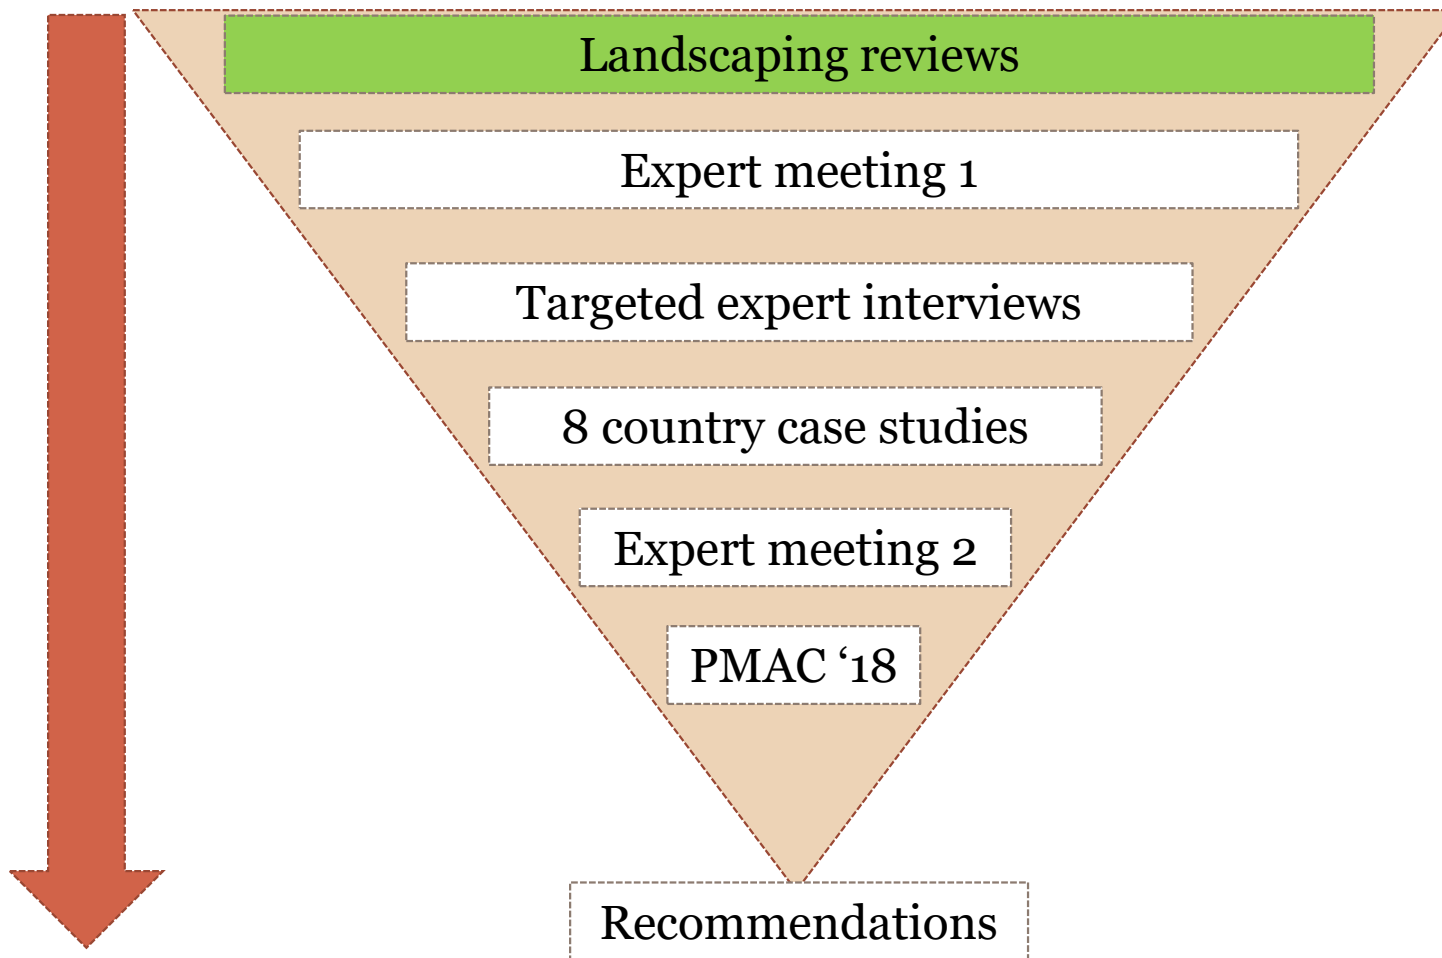 Landscaping reviews
Expert meeting 1
Targeted expert interviews
8 country case studies
Expert meeting 2
PMAC ‘18
Recommendations